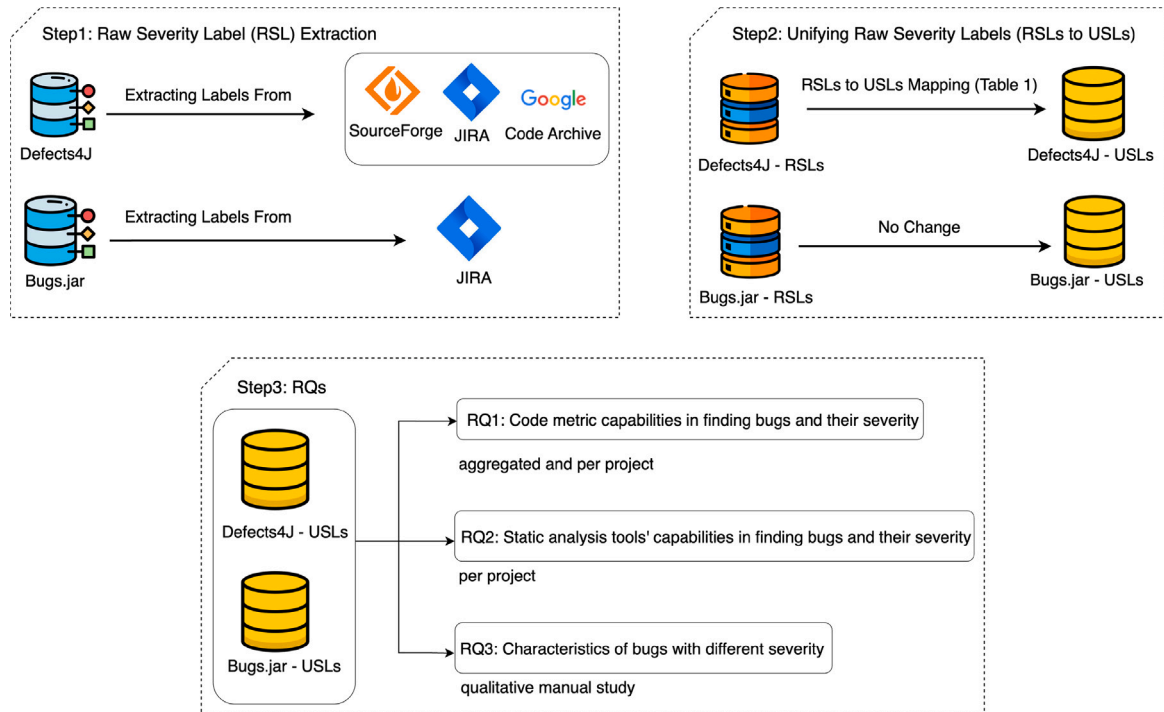 Step1: Raw Severity Label (RSL) Extraction
Extracting Labels From
Defects4J
SourceForge
JIRA
Google
Code Archive
Extracting Labels From
Bugs.jar
JIRA
Step2: Unifying Raw Severity Labels (RSLs to USLs)
RSLs to USLs Mapping (Table 1)
Defects4J - RSLs
Defects4J - USLs
No Change
Bugs.jar - RSLs
Bugs.jar - USLs
Step3: RQs
Defects4J - USLs
Bugs.jar - USLs
RQ1: Code metric capabilities in finding bugs and their severity
aggregated and per project
RQ2: Static analysis tools' capabilities in finding bugs and their severity
per project
RQ3: Characteristics of bugs with different severity
qualitative manual study